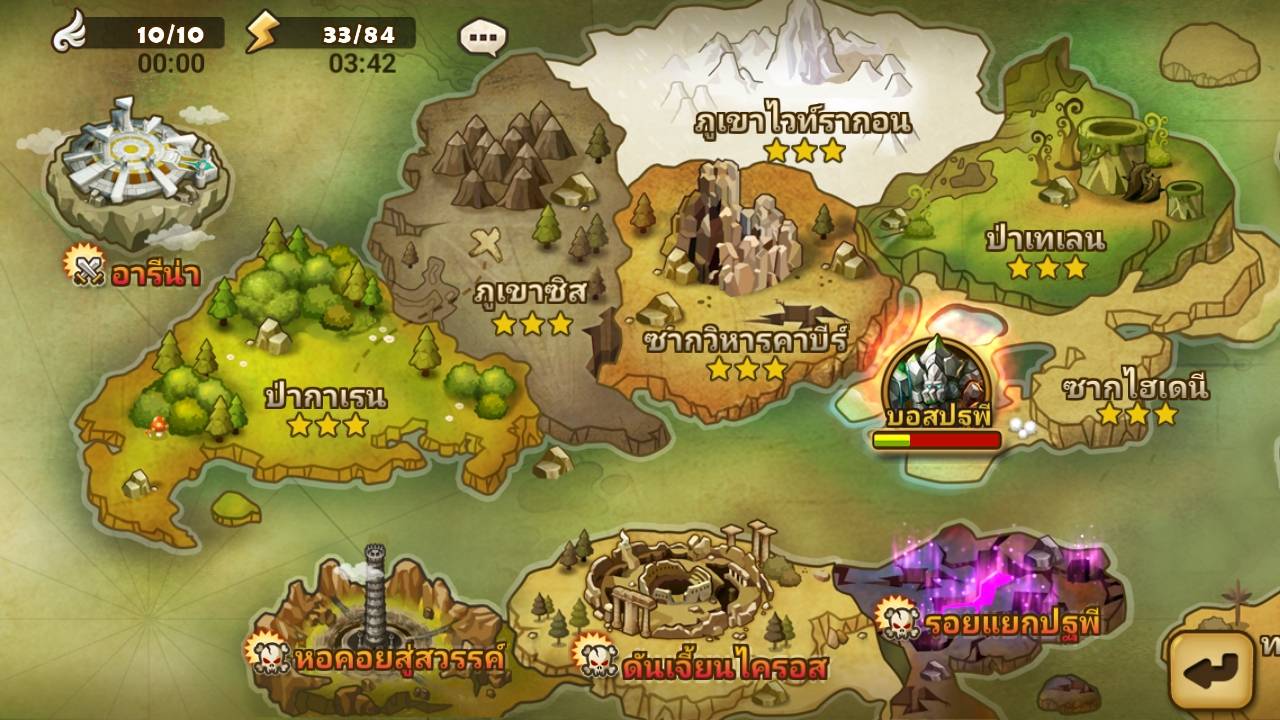 10/10
33/84
00:00
03:42
ภูเขาไวท์รากอน
ป่าเทเลน
อารีน่า
ภูเขาซิส
ซากวิหารคาบีร์
ซากไฮเดนี
ป่ากาเรน
บอสปฐพี
รอยแยกปฐพี
หอคอยสู่สวรรค์
ดันเจี้ยนไครอส